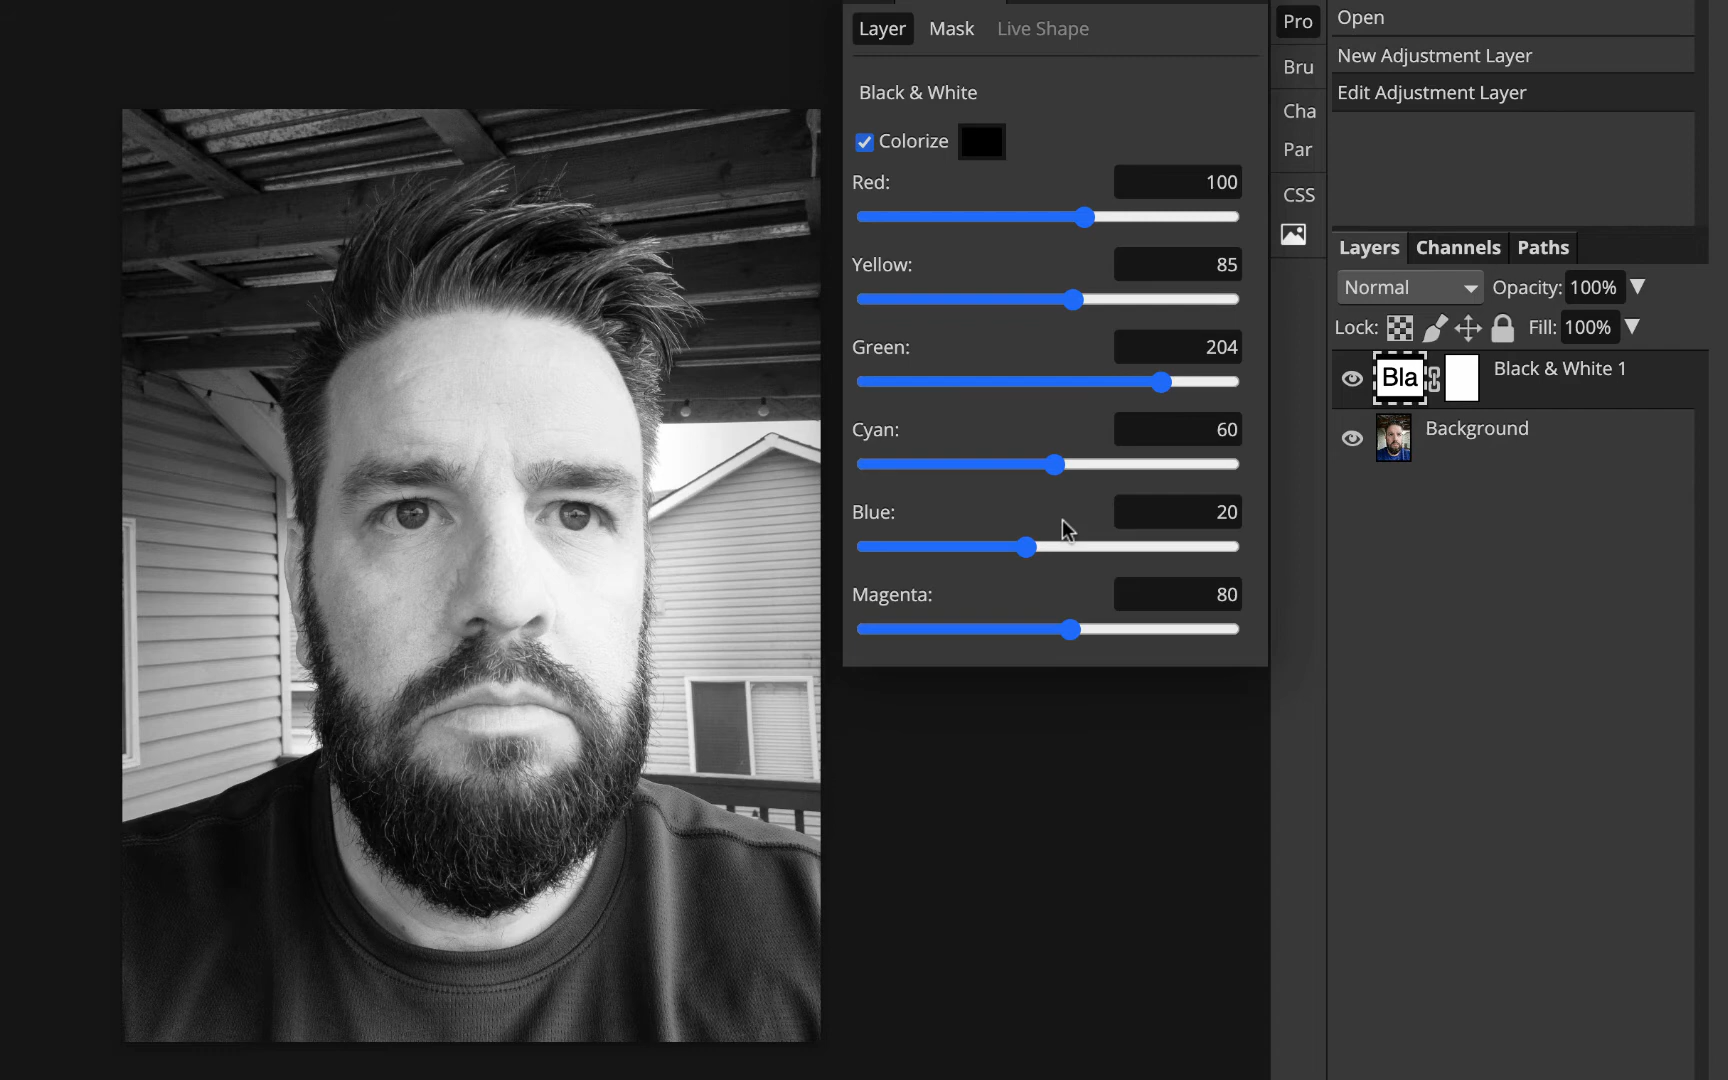 Layer Mask Live Shape
Black & White
Colorize
Red: 100
Yellow: 85
Green: 204
Cyan: 60
Blue: 20
Magenta: 80
Pro
Bru
Cha
Par
CSS
Open
New Adjustment Layer
Edit Adjustment Layer
Layers Channels Paths
Normal Opacity: 100%
Lock: Fill: 100%
Bla Black & White 1
Background